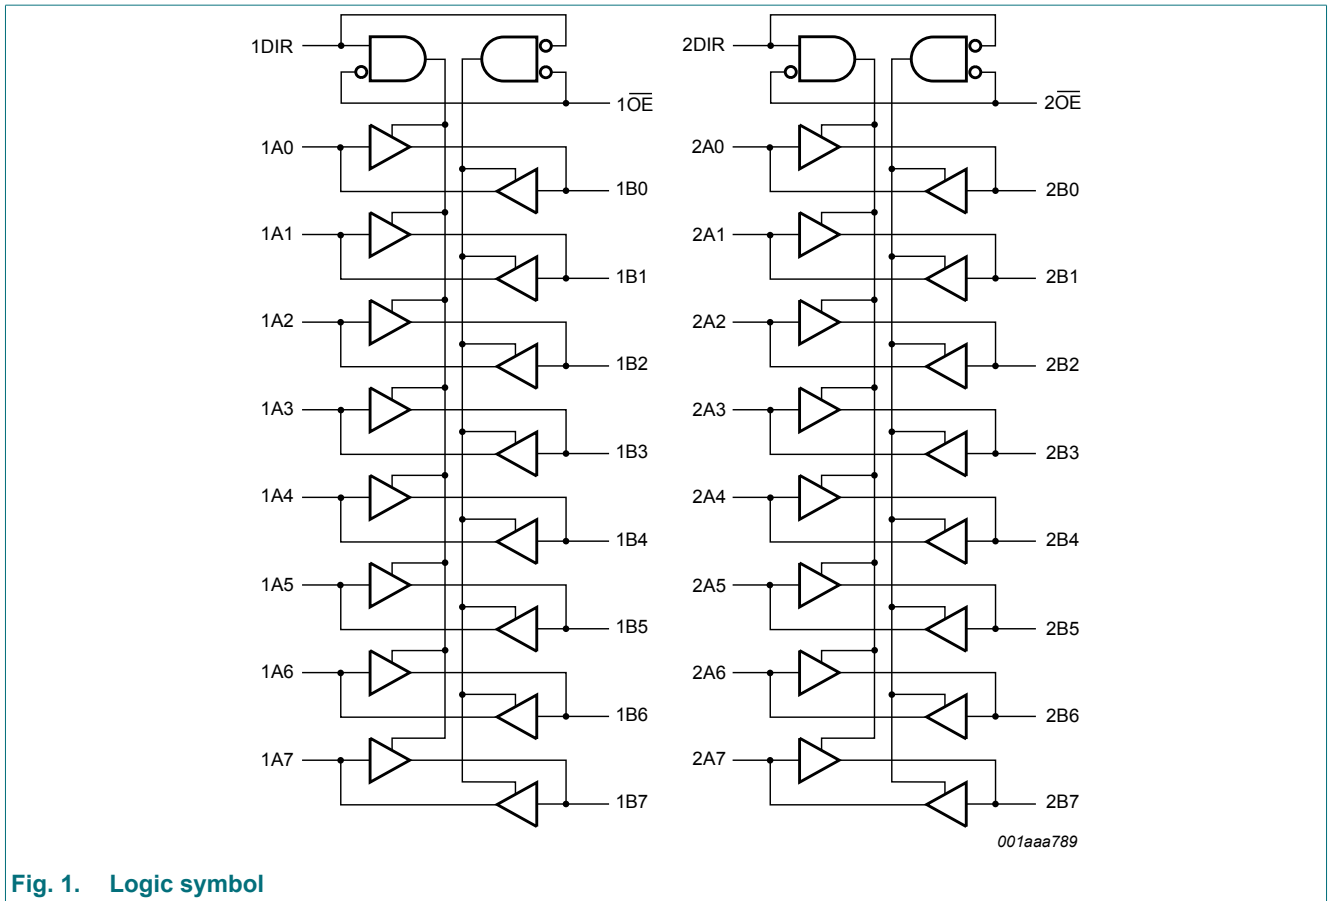 1DIR 2DIR
1O̅E̅ 2O̅E̅
1A0 2A0
1B0 2B0
1A1 2A1
1B1 2B1
1A2 2A2
1B2 2B2
1A3 2A3
1B3 2B3
1A4 2A4
1B4 2B4
1A5 2A5
1B5 2B5
1A6 2A6
1B6 2B6
1A7 2A7
1B7 2B7
001aaa789
Fig. 1. Logic symbol